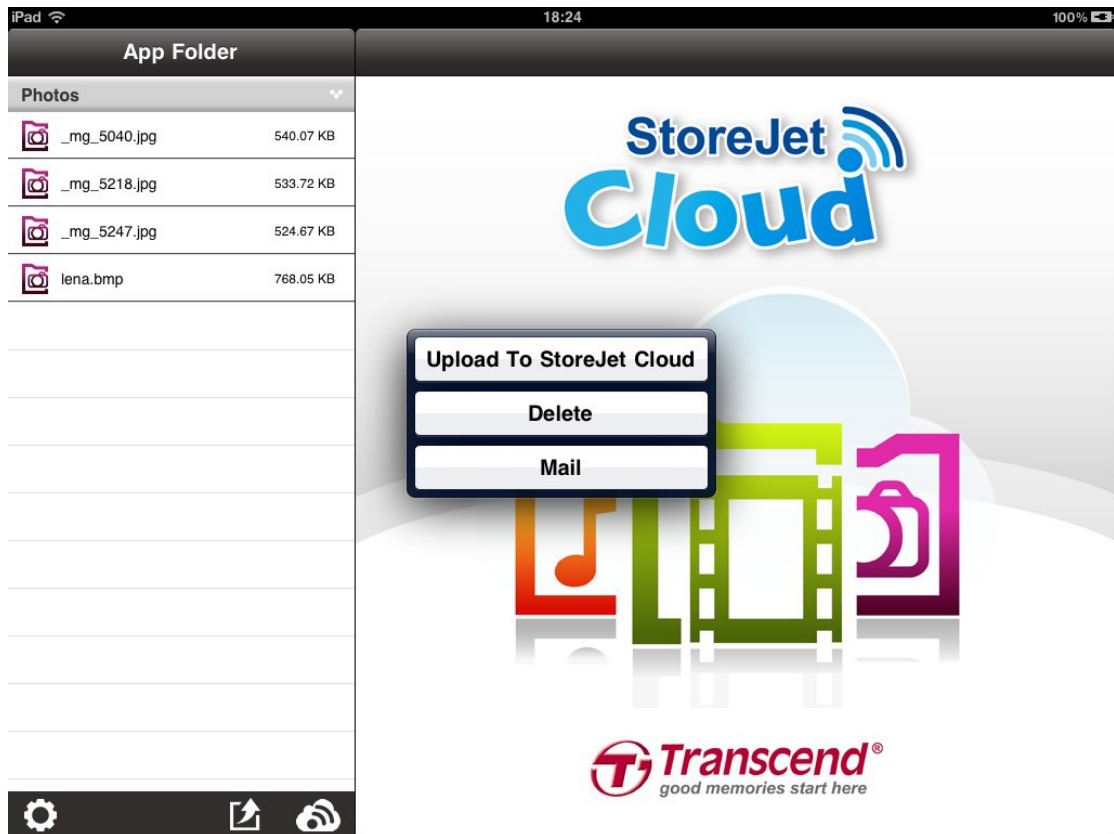 iPad 18:24 100%
App Folder
Photos
_mg_5040.jpg 540.07 KB
_mg_5218.jpg 533.72 KB
_mg_5247.jpg 524.67 KB
lena.bmp 768.05 KB
StoreJet
Cloud
Upload To StoreJet Cloud
Delete
Mail
Transcend®
good memories start here